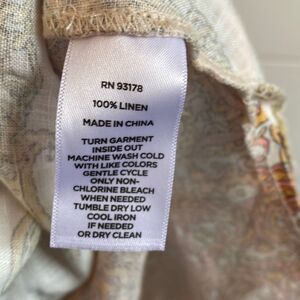 RN 93178
100% LINEN
MADE IN CHINA
TURN GARMENT
INSIDE OUT
MACHINE WASH COLD
WITH LIKE COLORS
GENTLE CYCLE
ONLY NON-
CHLORINE BLEACH
WHEN NEEDED
TUMBLE DRY LOW
COOL IRON
IF NEEDED
OR DRY CLEAN